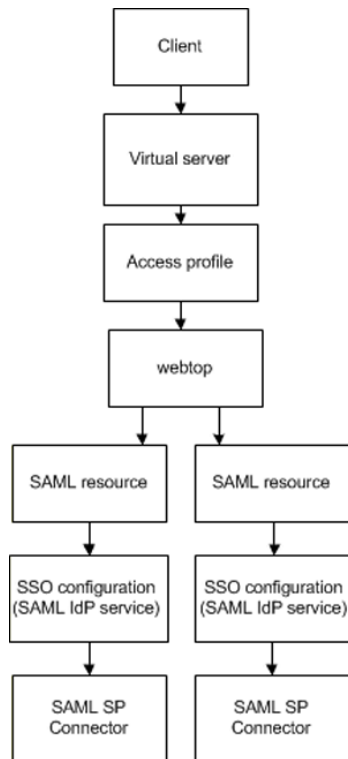 Client
Virtual server
Access profile
webtop
SAML resource
SAML resource
SSO configuration
(SAML IdP service)
SSO configuration
(SAML IdP service)
SAML SP
Connector
SAML SP
Connector